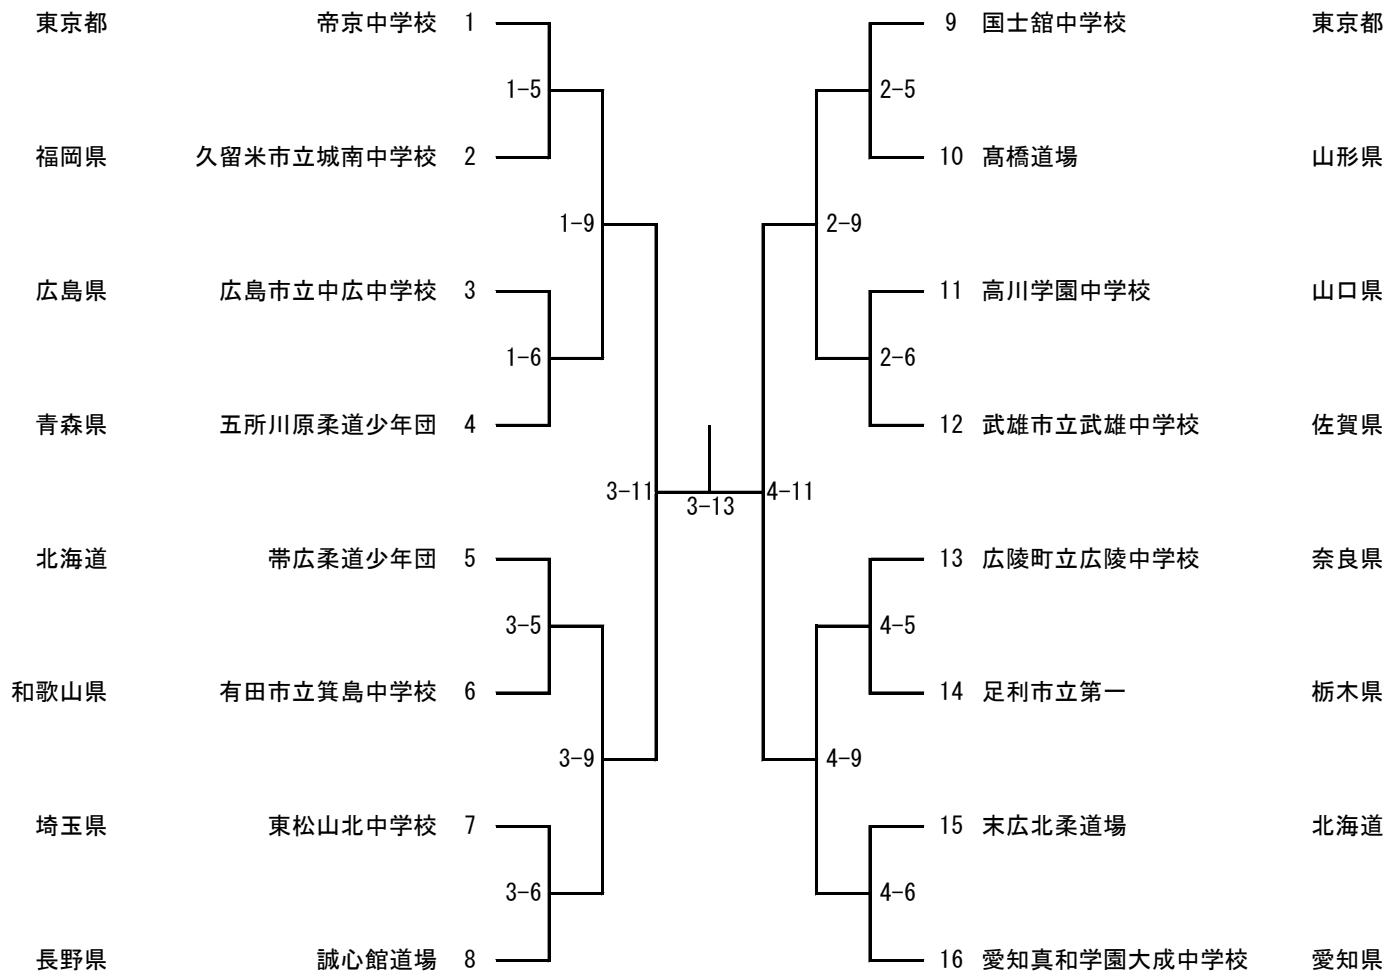 東京都 帝京中学校 1 9 国士舘中学校 東京都
1-5 2-5
福岡県 久留米市立城南中学校 2 10 髙橋道場 山形県
1-9 2-9
広島県 広島市立中広中学校 3 11 高川学園中学校 山口県
1-6 2-6
青森県 五所川原柔道少年団 4 12 武雄市立武雄中学校 佐賀県
3-11 4-11
3-13
北海道 帯広柔道少年団 5 13 広陵町立広陵中学校 奈良県
3-5 4-5
和歌山県 有田市立箕島中学校 6 14 足利市立第一 栃木県
3-9 4-9
埼玉県 東松山北中学校 7 15 末広北柔道場 北海道
3-6 4-6
長野県 誠心館道場 8 16 愛知真和学園大成中学校 愛知県